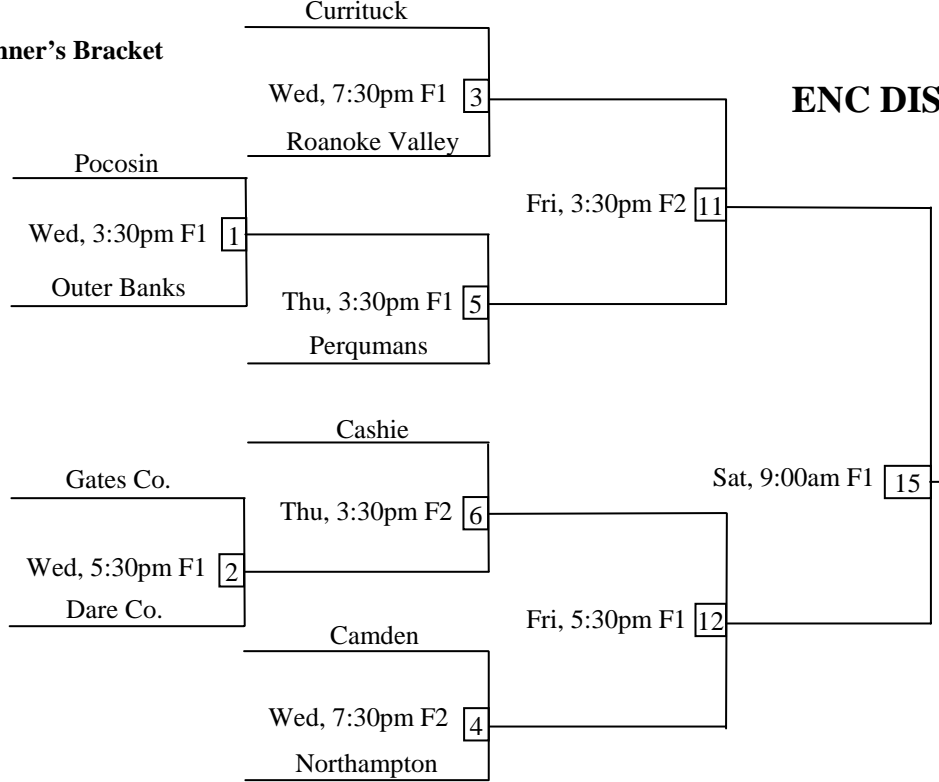 Currituck
nner's Bracket
Wed, 7:30pm F1 3
ENC DIS
Roanoke Valley
Pocosin
Fri, 3:30pm F2 11
Wed, 3:30pm F1 1
Outer Banks
Thu, 3:30pm F1 5
Perqumans
Cashie
Gates Co.
Sat, 9:00am F1 15
Thu, 3:30pm F2 6
Wed, 5:30pm F1 2
Dare Co.
Fri, 5:30pm F1 12
Camden
Wed, 7:30pm F2 4
Northampton